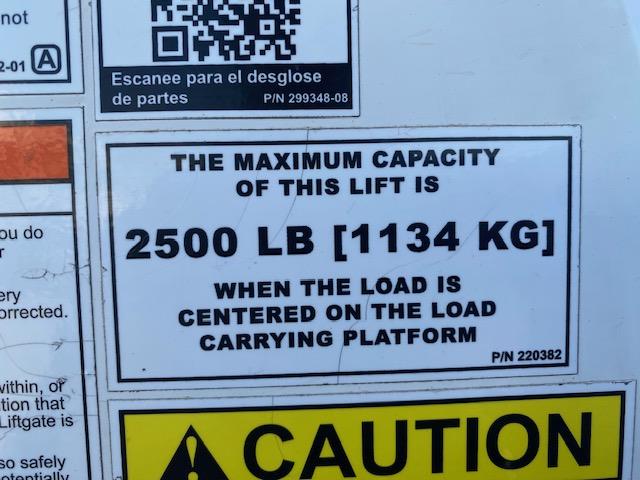 not
2-01 A
Escanee para el desglose
de partes P/N 299348-08
THE MAXIMUM CAPACITY
OF THIS LIFT IS
2500 LB [1134 KG]
WHEN THE LOAD IS
CENTERED ON THE LOAD
CARRYING PLATFORM
P/N 220382
ou do
r
ery
orrected.
within, or
tion that
Liftgate is
so safely
otentially
CAUTION